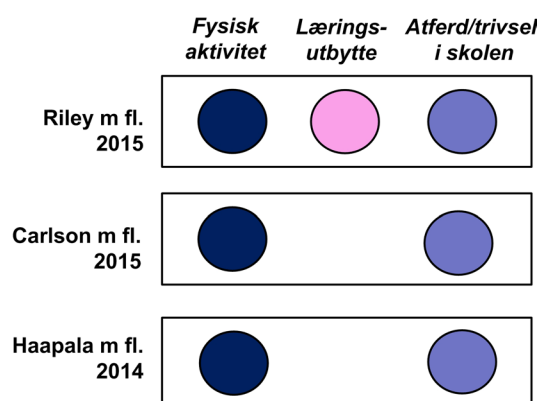 Fysisk
aktivitet
Lærings-
utbytte
Atferd/trivsel
i skolen
Riley m fl.
2015
Carlson m fl.
2015
Haapala m fl.
2014